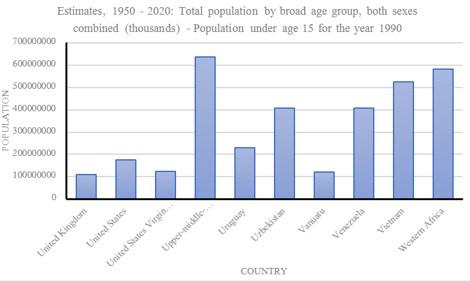 Estimates, 1950 - 2020: Total population by broad age group, both sexes
combined (thousands) - Population under age 15 for the year 1990
POPULATION
700000000
600000000
500000000
400000000
300000000
200000000
100000000
0
United Kingdom
United States
United States Virgin…
Upper-middle-…
Uruguay
Uzbekistan
Vanuatu
Venezuela
Vietnam
Western Africa
COUNTRY